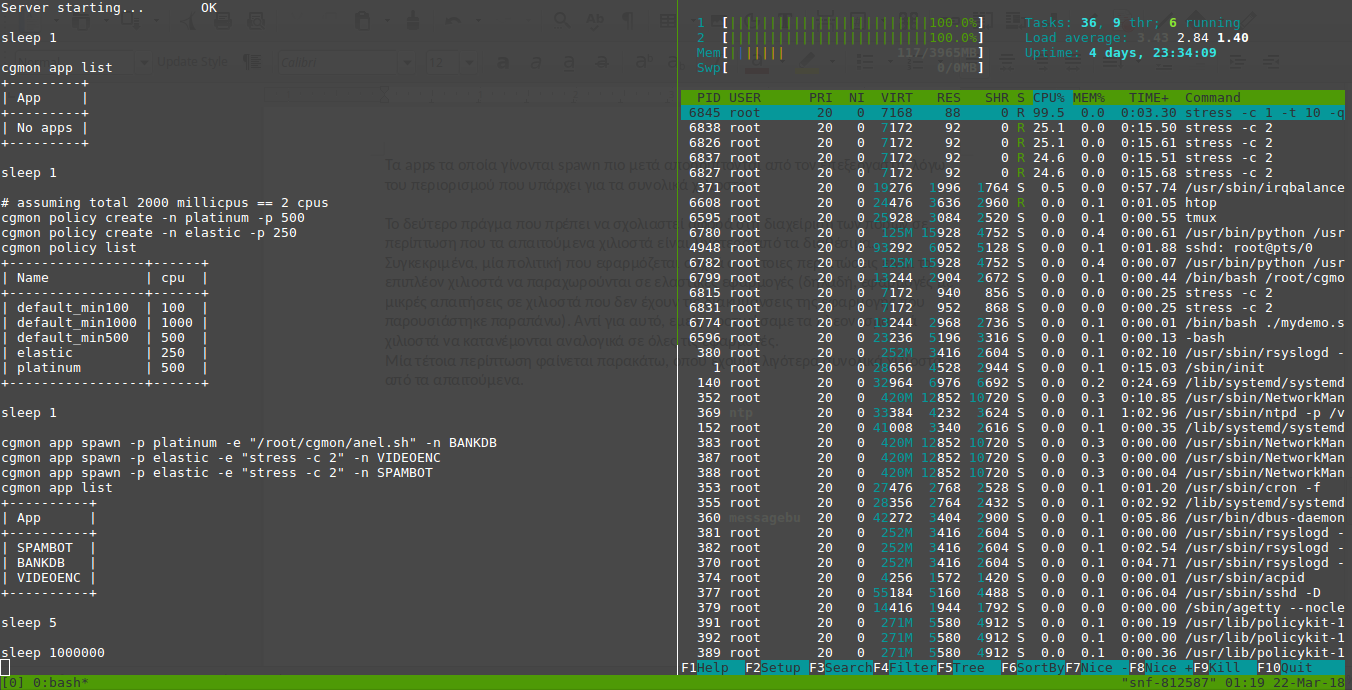 Server starting...       OK
sleep 1
cgmon app list
+---------+
| App     |
+---------+
| No apps |
+---------+
sleep 1
# assuming total 2000 millicpus == 2 cpus
cgmon policy create -n platinum -p 500
cgmon policy create -n elastic -p 250
cgmon policy list
+-----------------+------+
| Name            | cpu  |
+-----------------+------+
| default_min100  | 100  |
| default_min1000 | 1000 |
| default_min500  | 500  |
| elastic         | 250  |
| platinum        | 500  |
+-----------------+------+
sleep 1
cgmon app spawn -p platinum -e "/root/cgmon/anel.sh" -n BANKDB
cgmon app spawn -p elastic -e "stress -c 2" -n VIDEOENC
cgmon app spawn -p elastic -e "stress -c 2" -n SPAMBOT
cgmon app list
+----------+
| App      |
+----------+
| SPAMBOT  |
| BANKDB   |
| VIDEOENC |
+----------+
sleep 5
sleep 1000000
1 [|||||||||||||||||||||||||100.0%] Tasks: 36, 9 thr; 6 running
2 [|||||||||||||||||||||||||100.0%] Load average: 3.43 2.84 1.40
Mem[||||||| 117/3965MB] Uptime: 4 days, 23:34:09
Swp[ 0/0MB]
PID USER PRI NI VIRT RES SHR S CPU% MEM% TIME+ Command
6845 root 20 0 7168 88 0 R 99.5 0.0 0:03.30 stress -c 1 -t 10 -q
6838 root 20 0 7172 92 0 R 25.1 0.0 0:15.50 stress -c 2
6826 root 20 0 7172 92 0 R 25.1 0.0 0:15.61 stress -c 2
6837 root 20 0 7172 92 0 R 24.6 0.0 0:15.51 stress -c 2
6827 root 20 0 7172 92 0 R 24.6 0.0 0:15.68 stress -c 2
371 root 20 0 19276 1996 1764 S 0.5 0.0 0:57.74 /usr/sbin/irqbalance
6608 root 20 0 24476 3636 2960 R 0.0 0.1 0:01.05 htop
6595 root 20 0 25928 3084 2520 S 0.0 0.1 0:00.55 tmux
6780 root 20 0 125M 15928 4752 S 0.0 0.4 0:00.61 /usr/bin/python /usr
4948 root 20 0 93292 6052 5128 S 0.0 0.1 0:01.88 sshd: root@pts/0
6782 root 20 0 125M 15928 4752 S 0.0 0.4 0:00.07 /usr/bin/python /usr
6799 root 20 0 13244 2904 2672 S 0.0 0.1 0:00.44 /bin/bash /root/cgmo
6815 root 20 0 7172 940 856 S 0.0 0.0 0:00.25 stress -c 2
6831 root 20 0 7172 952 868 S 0.0 0.0 0:00.25 stress -c 2
6774 root 20 0 13244 2968 2736 S 0.0 0.1 0:00.01 /bin/bash ./mydemo.s
6596 root 20 0 23236 5196 3316 S 0.0 0.1 0:00.13 -bash
380 root 20 0 252M 3416 2604 S 0.0 0.1 0:02.10 /usr/sbin/rsyslogd -
1 root 20 0 28656 4528 2944 S 0.0 0.1 0:15.03 /sbin/init
140 root 20 0 32964 6976 6692 S 0.0 0.2 0:24.69 /lib/systemd/systemd
352 root 20 0 420M 12852 10720 S 0.0 0.3 0:10.85 /usr/sbin/NetworkMan
369 ntp 20 0 33384 4232 3624 S 0.0 0.1 1:02.96 /usr/sbin/ntpd -p /v
152 root 20 0 41008 3340 2616 S 0.0 0.1 0:00.35 /lib/systemd/systemd
383 root 20 0 420M 12852 10720 S 0.0 0.3 0:00.00 /usr/sbin/NetworkMan
387 root 20 0 420M 12852 10720 S 0.0 0.3 0:00.00 /usr/sbin/NetworkMan
388 root 20 0 420M 12852 10720 S 0.0 0.3 0:00.04 /usr/sbin/NetworkMan
353 root 20 0 27476 2768 2528 S 0.0 0.1 0:01.20 /usr/sbin/cron -f
355 root 20 0 28356 2764 2432 S 0.0 0.1 0:02.92 /lib/systemd/systemd
360 messagebu 20 0 42272 3404 2900 S 0.0 0.1 0:05.86 /usr/bin/dbus-daemon
381 root 20 0 252M 3416 2604 S 0.0 0.1 0:00.00 /usr/sbin/rsyslogd -
382 root 20 0 252M 3416 2604 S 0.0 0.1 0:02.54 /usr/sbin/rsyslogd -
370 root 20 0 252M 3416 2604 S 0.0 0.1 0:04.71 /usr/sbin/rsyslogd -
374 root 20 0 4256 1572 1420 S 0.0 0.0 0:00.01 /usr/sbin/acpid
377 root 20 0 55184 5160 4488 S 0.0 0.1 0:06.04 /usr/sbin/sshd -D
379 root 20 0 14416 1944 1792 S 0.0 0.0 0:00.00 /sbin/agetty --nocle
391 root 20 0 271M 5580 4912 S 0.0 0.1 0:00.19 /usr/lib/policykit-1
392 root 20 0 271M 5580 4912 S 0.0 0.1 0:00.00 /usr/lib/policykit-1
389 root 20 0 271M 5580 4912 S 0.0 0.1 0:00.36 /usr/lib/policykit-1
F1Help F2Setup F3SearchF4FilterF5Tree F6SortByF7Nice -F8Nice +F9Kill F10Quit
[0] 0:bash* "snf-812587" 01:19 22-Mar-18